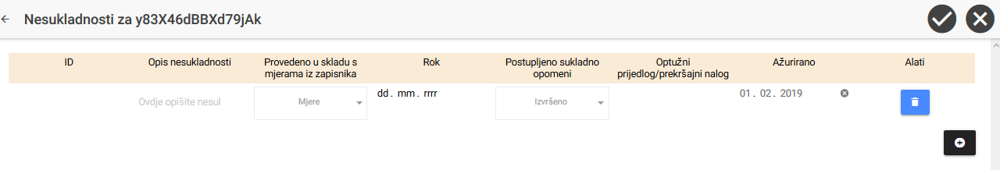 Nesukladnosti za y83X46dBBXd79jAk
ID
Opis nesukladnosti
Provedeno u skladu s
mjerama iz zapisnika
Rok
Postupljeno sukladno
opomeni
Optužni
prijedlog/prekršajni nalog
Ažurirano
Alati
Ovdje opišite nesul
Mjere
dd. mm. rrrr
Izvršeno
01. 02. 2019